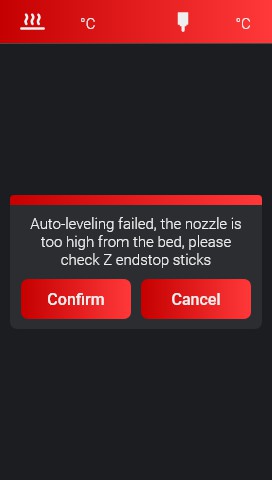 °C °C
Auto-leveling failed, the nozzle is
too high from the bed, please
check Z endstop sticks
Confirm Cancel